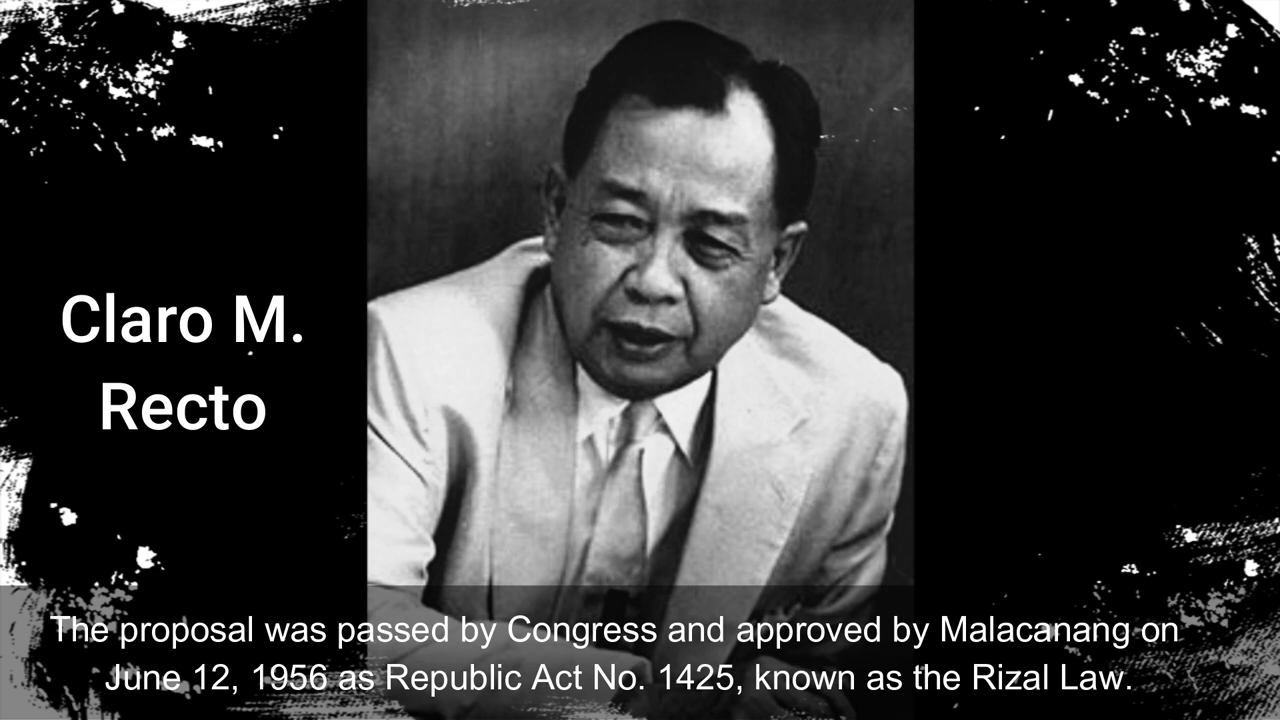 Claro M.
Recto
The proposal was passed by Congress and approved by Malacanang on
June 12, 1956 as Republic Act No. 1425, known as the Rizal Law.